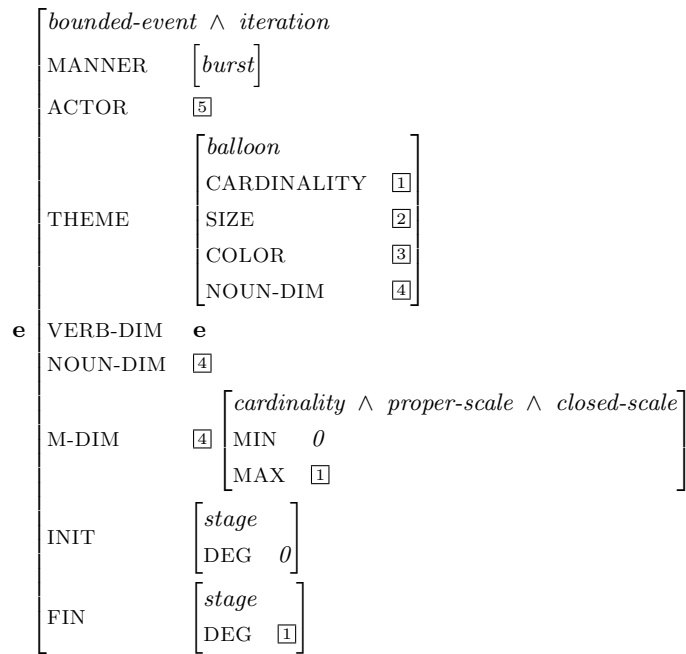 bounded-event ∧ iteration
MANNER [burst]
ACTOR 5
balloon
CARDINALITY 1
THEME SIZE 2
COLOR 3
NOUN-DIM 4
e VERB-DIM e
NOUN-DIM 4
cardinality ∧ proper-scale ∧ closed-scale
M-DIM 4 MIN 0
MAX 1
stage
INIT DEG 0
stage
FIN DEG 1